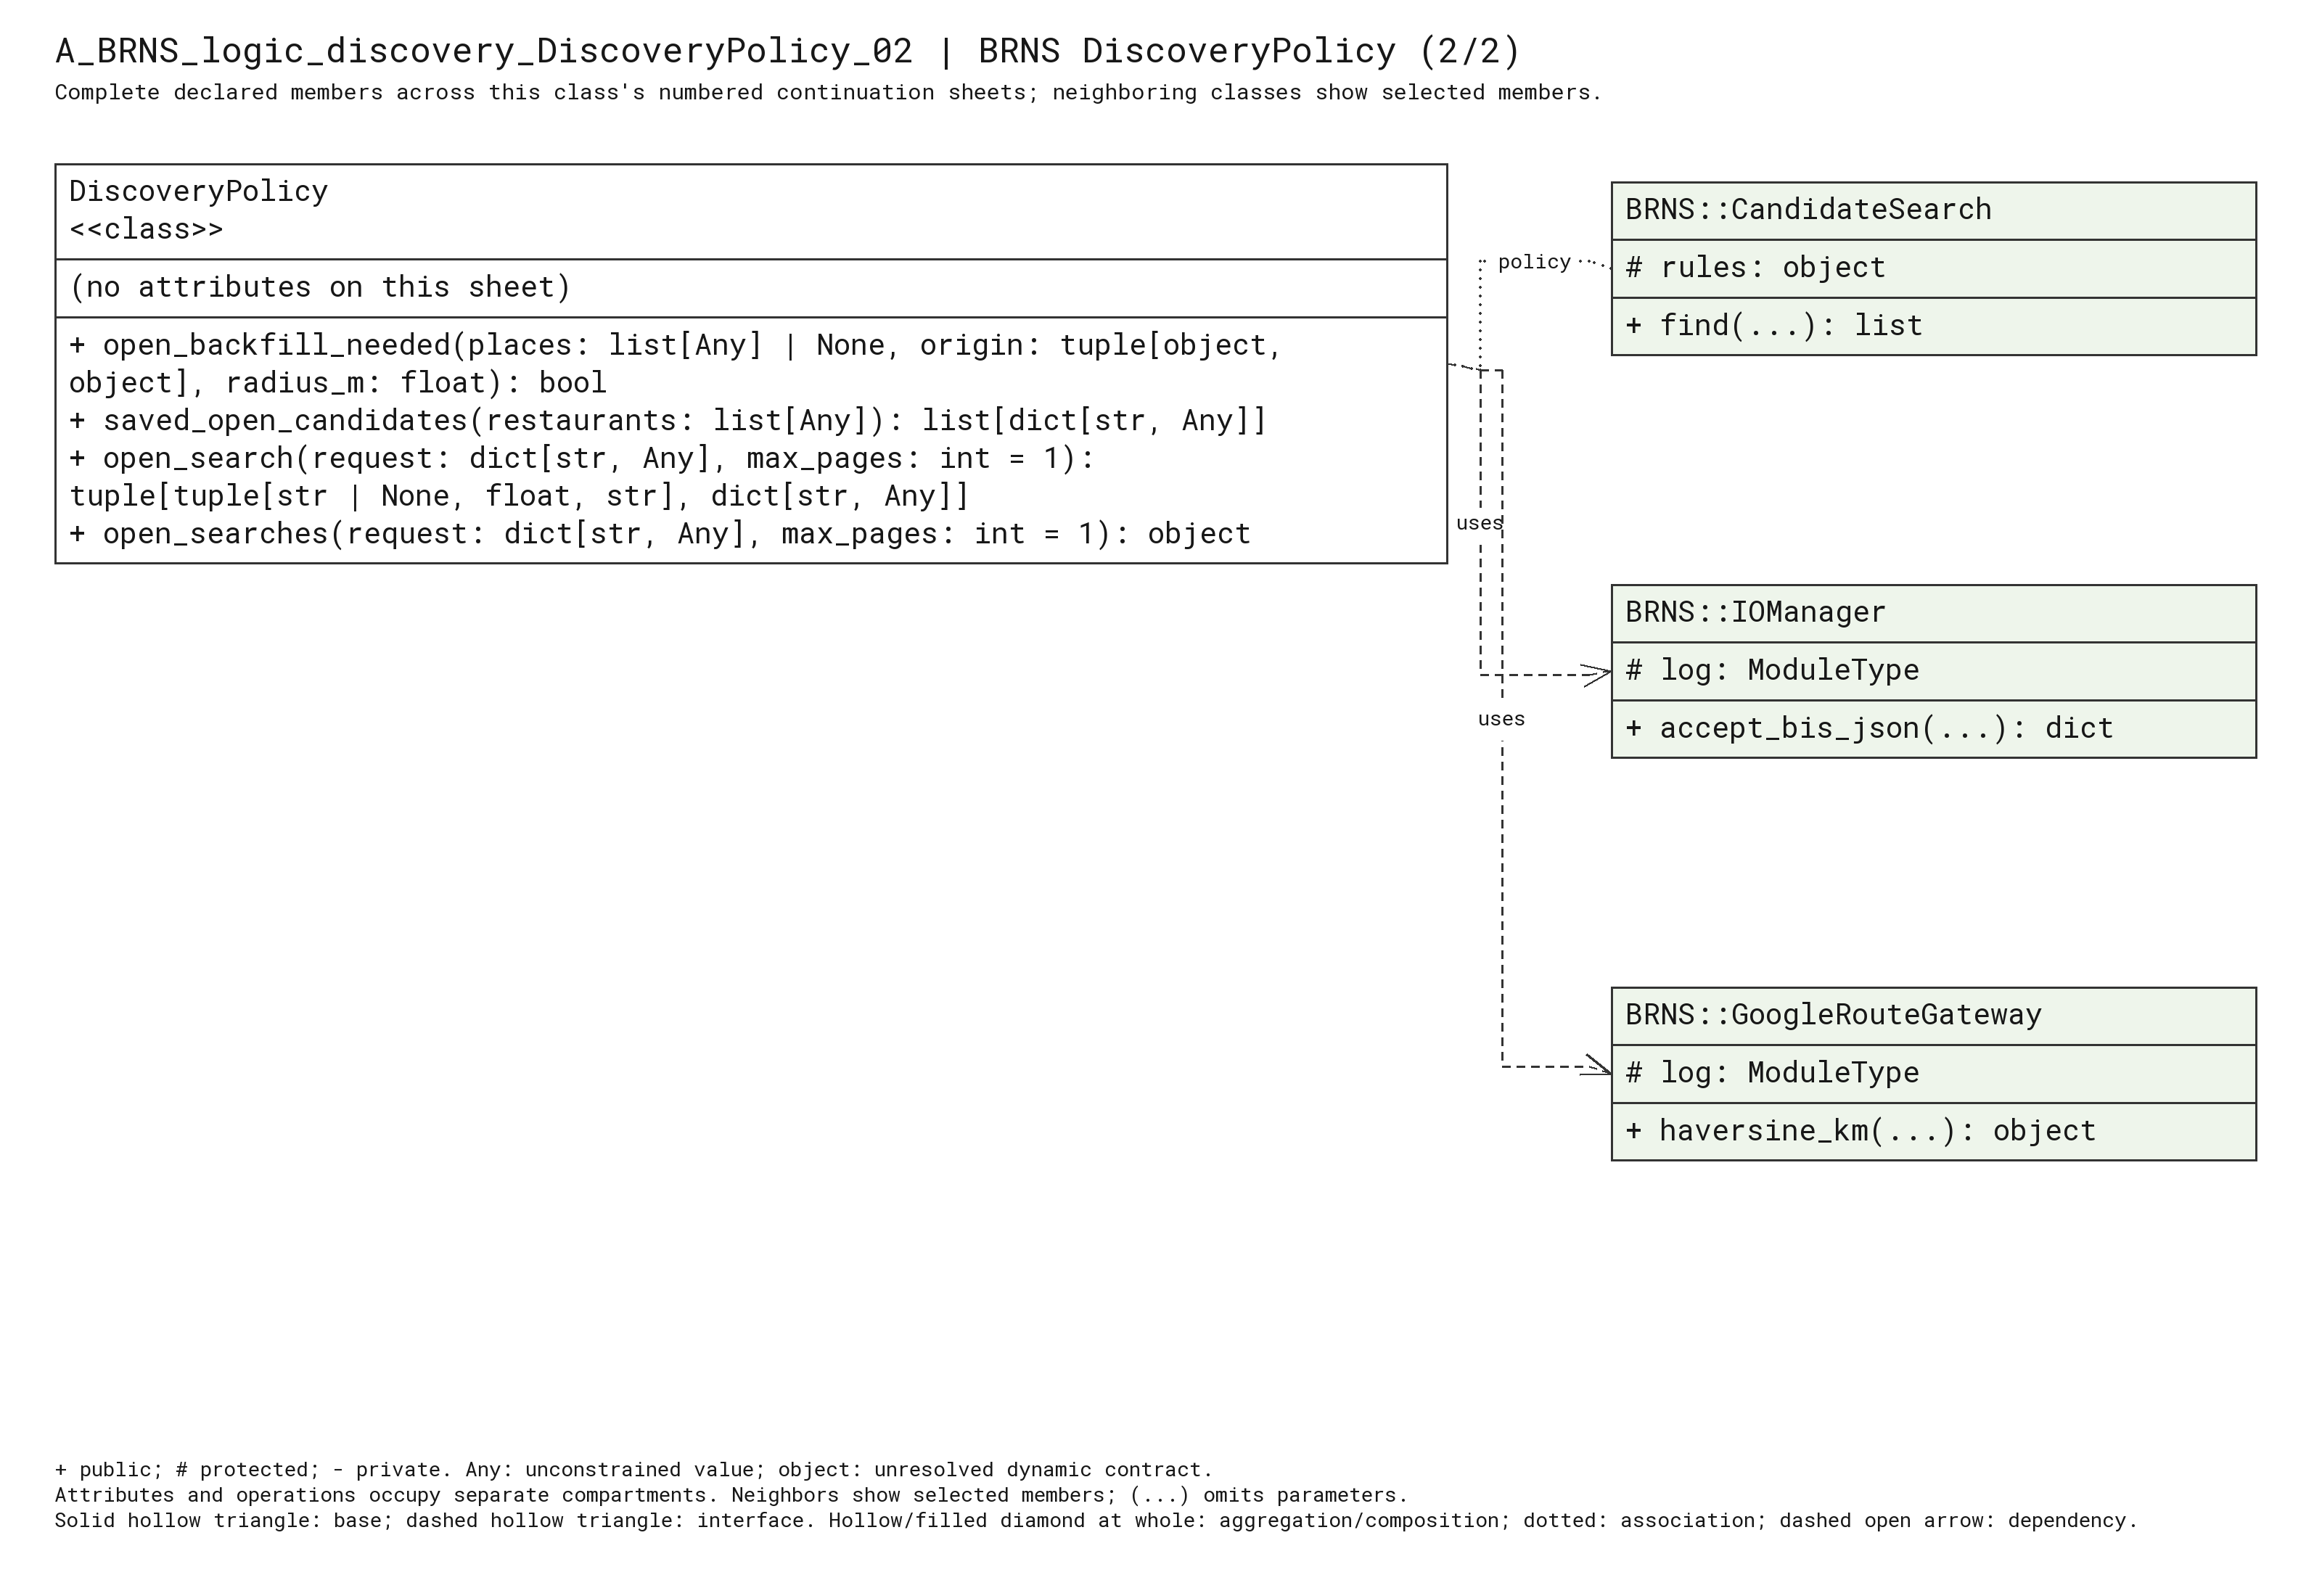 A_BRNS_logic_discovery_DiscoveryPolicy_02 | BRNS DiscoveryPolicy (2/2)
Complete declared members across this class's numbered continuation sheets; neighboring classes show selected members.
DiscoveryPolicy
<<class>>
(no attributes on this sheet)
+ open_backfill_needed(places: list[Any] | None, origin: tuple[object,
object], radius_m: float): bool
+ saved_open_candidates(restaurants: list[Any]): list[dict[str, Any]]
+ open_search(request: dict[str, Any], max_pages: int = 1):
tuple[tuple[str | None, float, str], dict[str, Any]]
+ open_searches(request: dict[str, Any], max_pages: int = 1): object
policy
uses
uses
BRNS::CandidateSearch
# rules: object
+ find(...): list
BRNS::IOManager
# log: ModuleType
+ accept_bis_json(...): dict
BRNS::GoogleRouteGateway
# log: ModuleType
+ haversine_km(...): object
+ public; # protected; - private. Any: unconstrained value; object: unresolved dynamic contract.
Attributes and operations occupy separate compartments. Neighbors show selected members; (...) omits parameters.
Solid hollow triangle: base; dashed hollow triangle: interface. Hollow/filled diamond at whole: aggregation/composition; dotted: association; dashed open arrow: dependency.